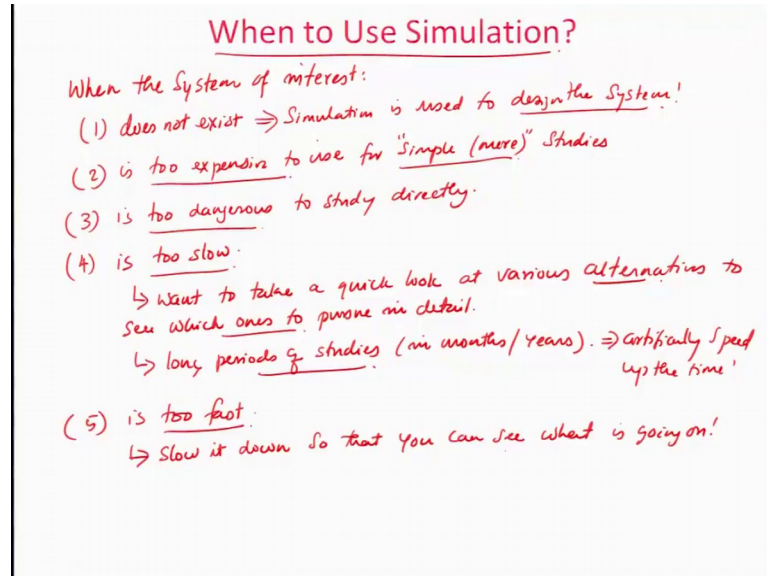 When to Use Simulation?
When the System of interest:
(1) does not exist ⇒ Simulation is used to design the System!
(2) is too expensive to use for "simple (mere)" Studies
(3) is too dangerous to study directly.
(4) is too slow.
↳ want to take a quick look at various alternatives to
see which ones to pursue in detail.
↳ long periods of studies (in months/years). ⇒ artificially speed
up the time!
(5) is too fast.
↳ slow it down so that you can see what is going on!